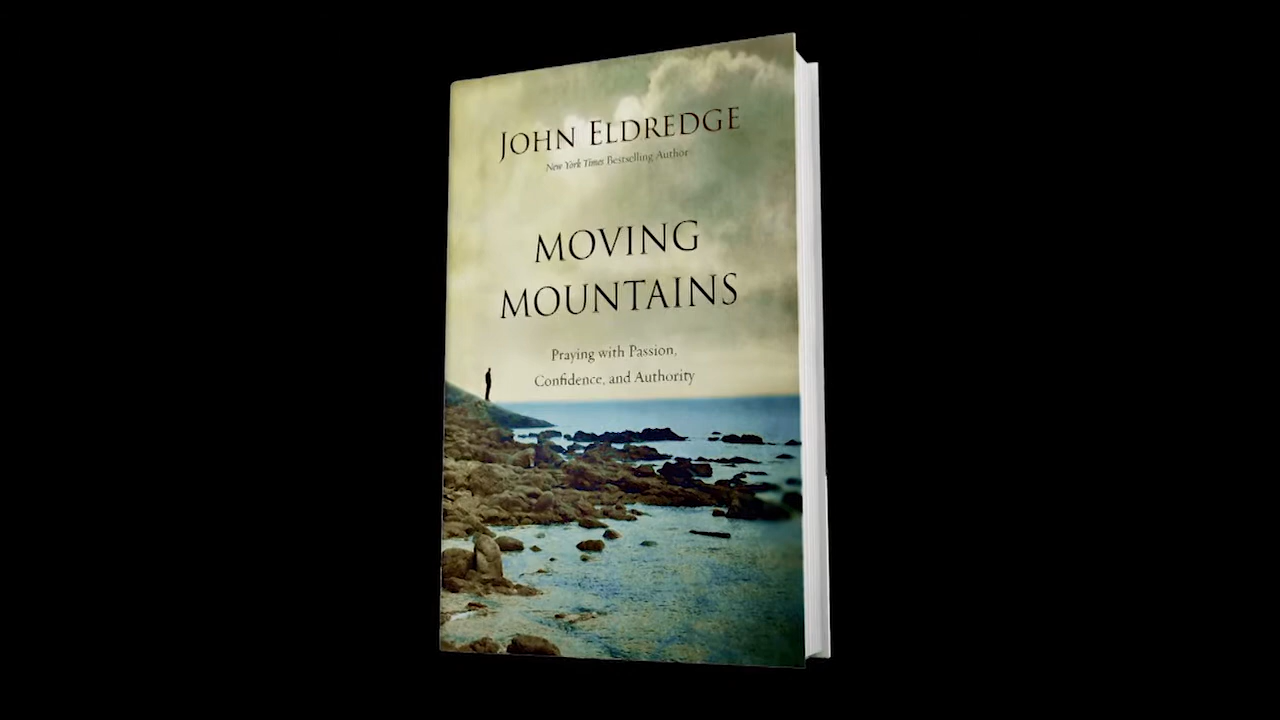 JOHN ELDREDGE
New York Times Bestselling Author
MOVING
MOUNTAINS
Praying with Passion,
Confidence, and Authority